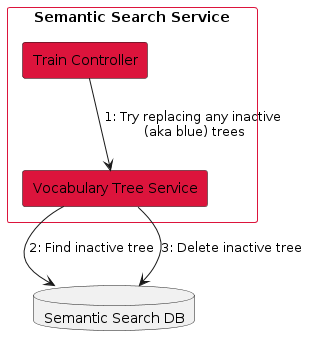 Semantic Search Service
Train Controller
1: Try replacing any inactive
(aka blue) trees
Vocabulary Tree Service
2: Find inactive tree
3: Delete inactive tree
Semantic Search DB